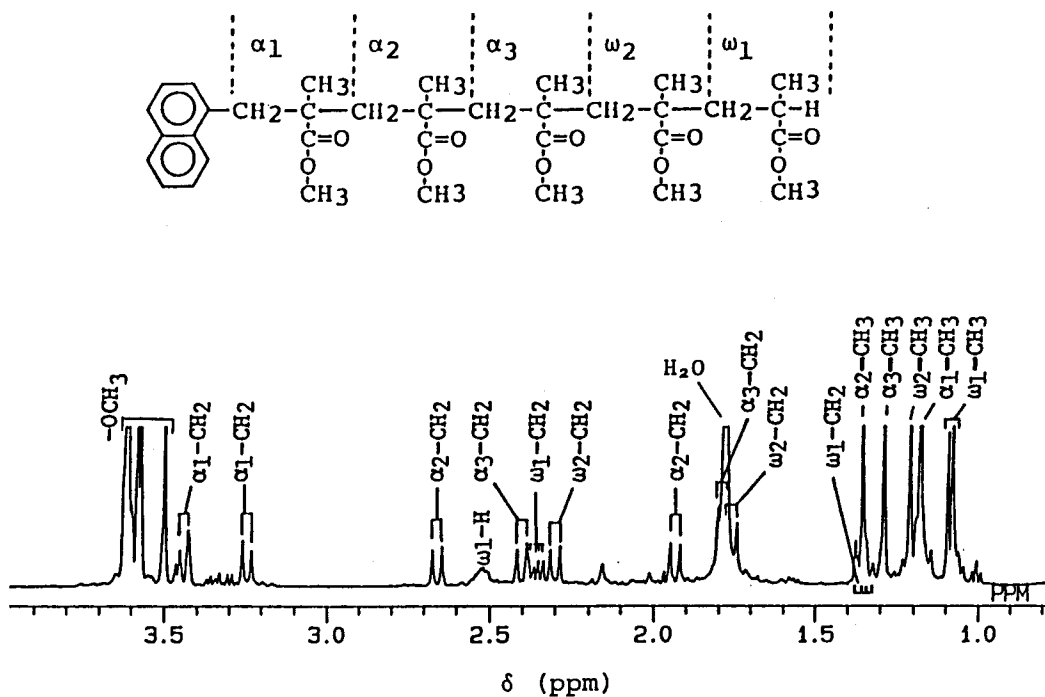 α1 α2 α3 ω2 ω1
CH3 CH3 CH3 CH3 CH3
CH2—C—CH2—C—CH2—C—CH2—C—CH2—C—H
C=O C=O C=O C=O C=O
O O O O O
CH3 CH3 CH3 CH3 CH3
-OCH3
α1-CH2
α1-CH2
α2-CH2
α3-CH2
ω1-H
ω1-CH2
ω2-CH2
α2-CH2
H₂O
α3-CH2
ω2-CH2
ω1-CH2
α2-CH3
α3-CH3
ω2-CH3
α1-CH3
ω1-CH3
PPM
3.5 3.0 2.5 2.0 1.5 1.0
δ (ppm)